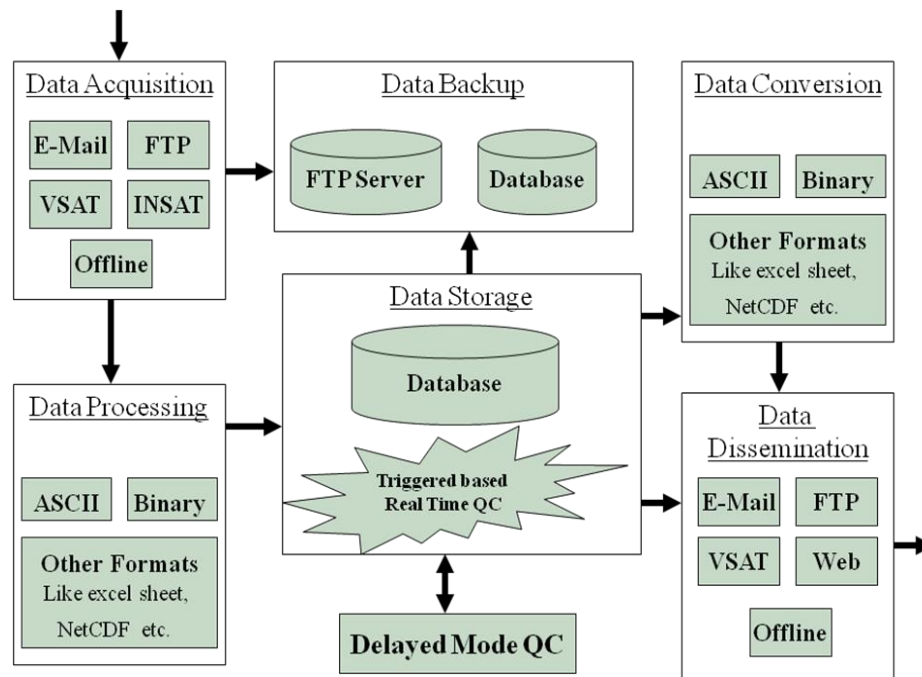 Data Acquisition
E-Mail
FTP
VSAT
INSAT
Offline
Data Backup
FTP Server
Database
Data Conversion
ASCII
Binary
Other Formats
Like excel sheet,
NetCDF etc.
Data Storage
Database
Triggered based
Real Time QC
Data Processing
ASCII
Binary
Other Formats
Like excel sheet,
NetCDF etc.
Data
Dissemination
E-Mail
FTP
VSAT
Web
Offline
Delayed Mode QC